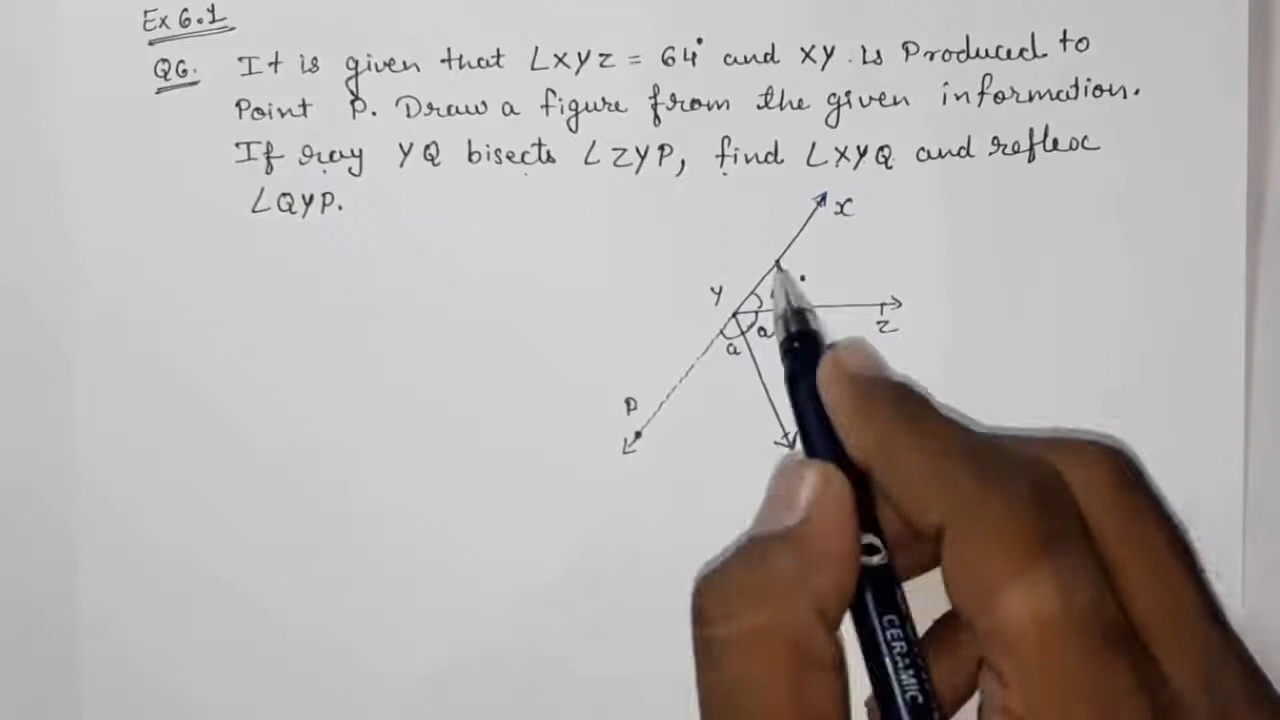 Ex 6.1
Q6. It is given that ∠XYZ = 64° and XY is Produced to
Point P. Draw a figure from the given information.
If ray YQ bisects ∠ZYP, find ∠XYQ and reflex
∠QYP.
X
Y
Z
a
a
P
CERAMIC